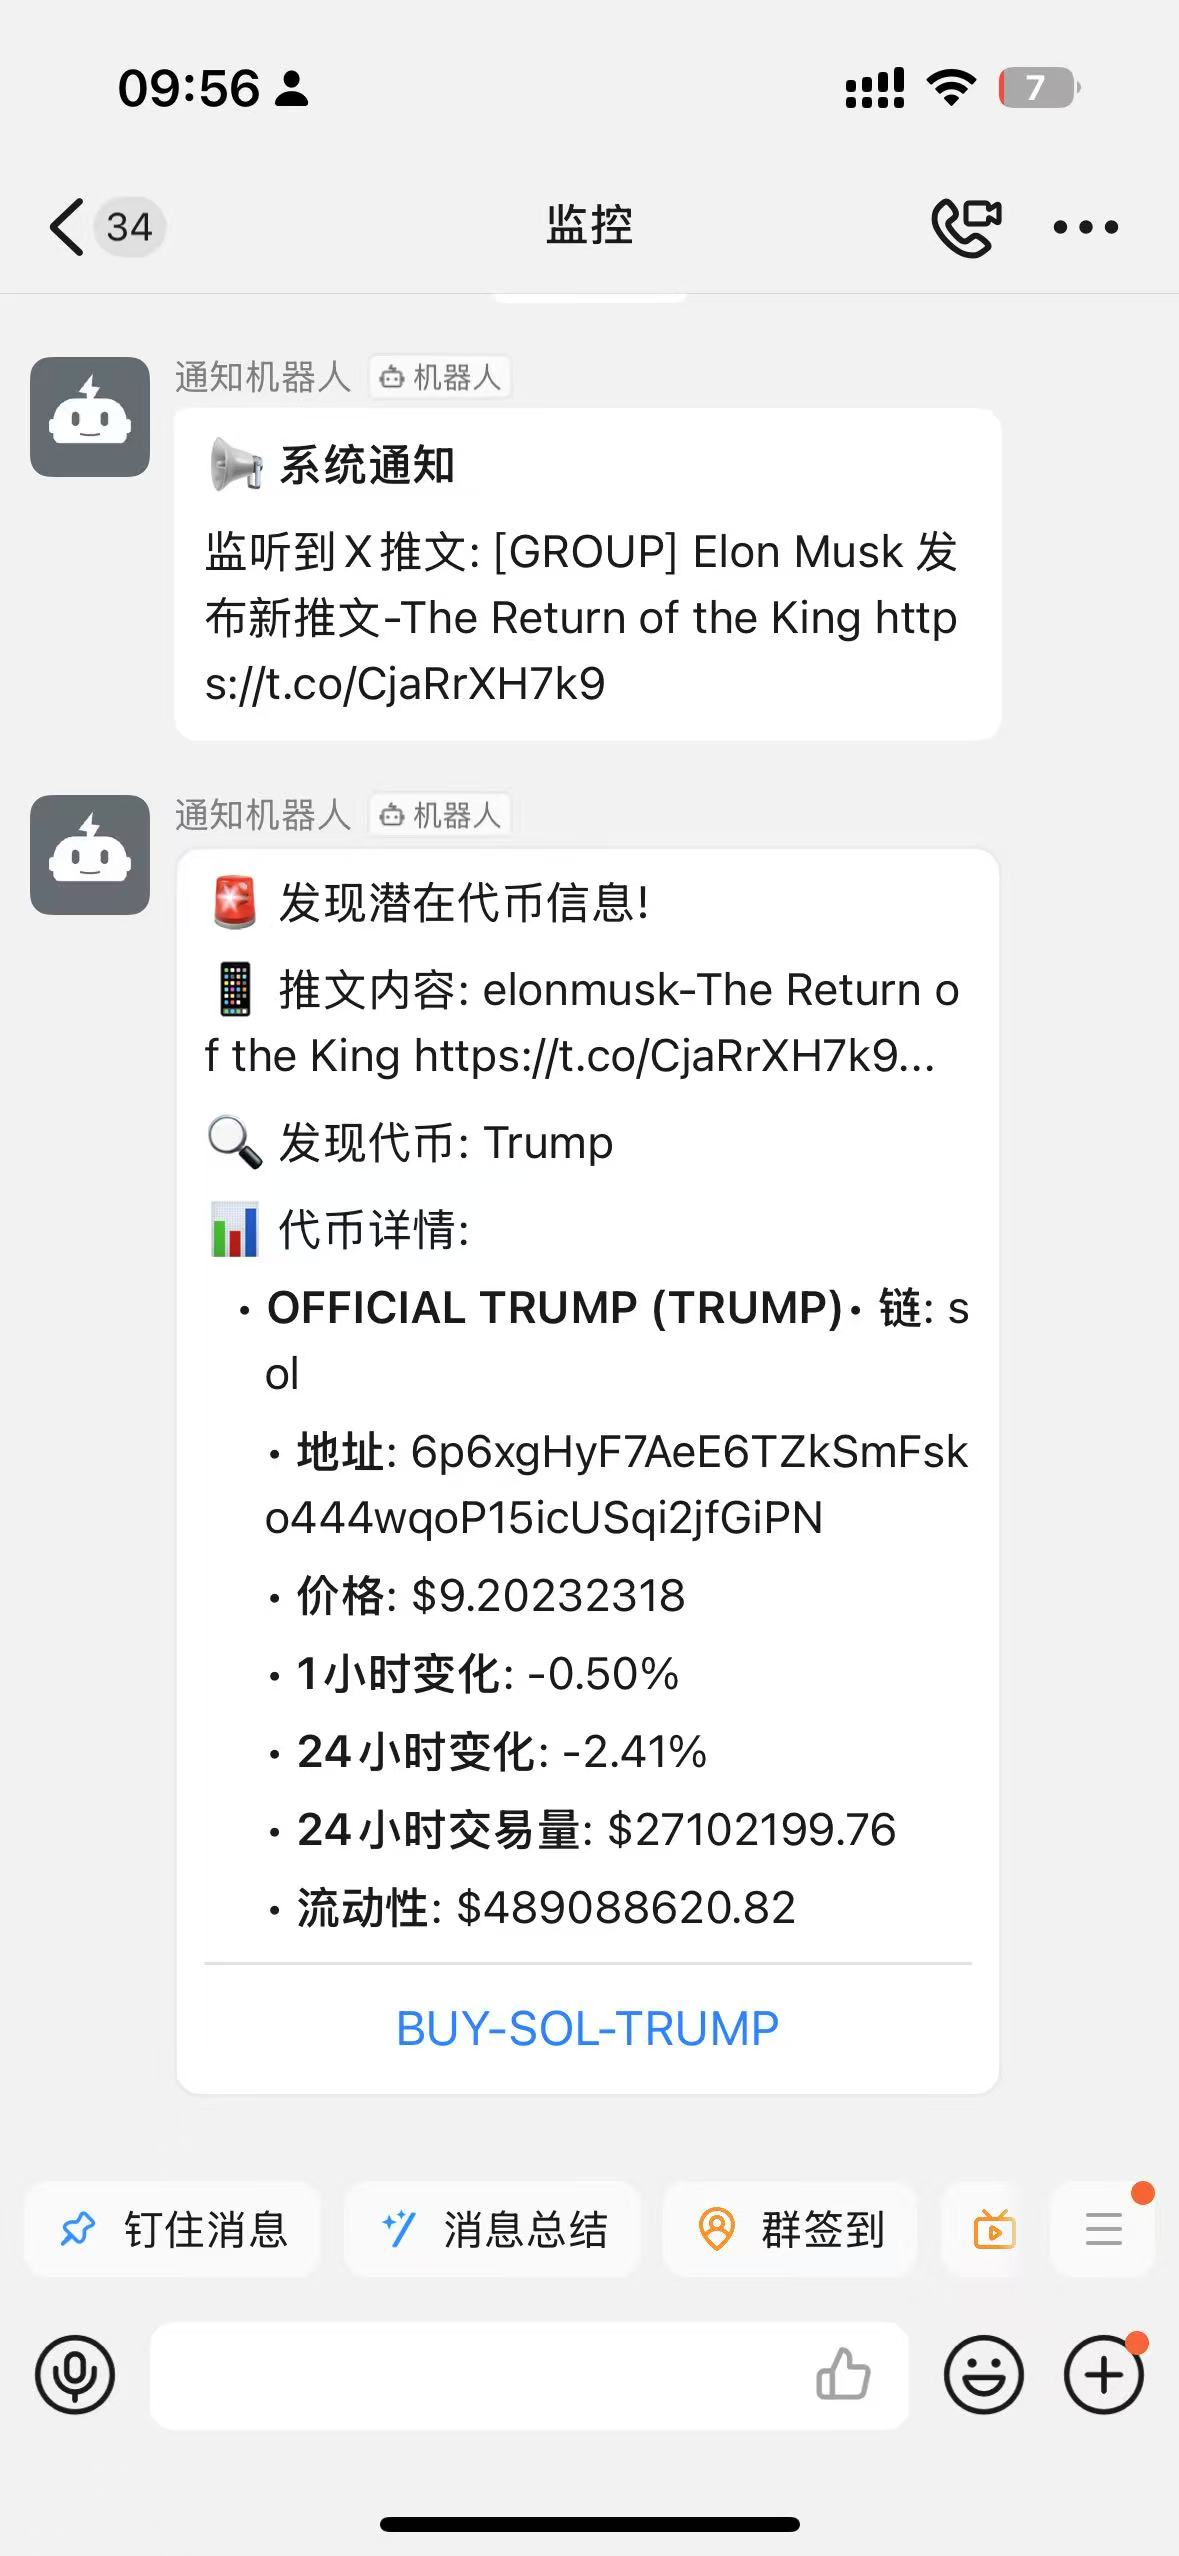 09:56
7
34
监控
通知机器人 机器人
系统通知
监听到X推文: [GROUP] Elon Musk 发
布新推文-The Return of the King http
s://t.co/CjaRrXH7k9
通知机器人 机器人
发现潜在代币信息!
推文内容: elonmusk-The Return o
f the King https://t.co/CjaRrXH7k9...
发现代币: Trump
代币详情:
• OFFICIAL TRUMP (TRUMP)• 链: s
ol
• 地址: 6p6xgHyF7AeE6TZkSmFsk
o444wqoP15icUSqi2jfGiPN
• 价格: $9.20232318
• 1小时变化: -0.50%
• 24小时变化: -2.41%
• 24小时交易量: $27102199.76
• 流动性: $489088620.82
BUY-SOL-TRUMP
钉住消息 消息总结 群签到